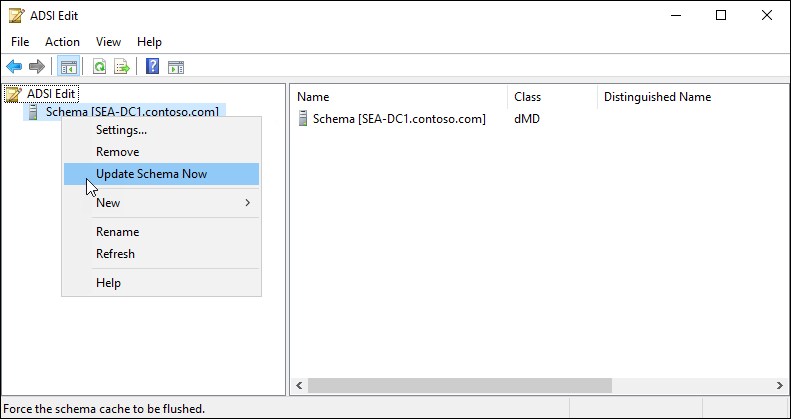 ADSI Edit
File Action View Help
ADSI Edit
Schema [SEA-DC1.contoso.com]
Settings...
Remove
Update Schema Now
New
Rename
Refresh
Help
Name Class Distinguished Name
Schema [SEA-DC1.contoso.com] dMD
Force the schema cache to be flushed.